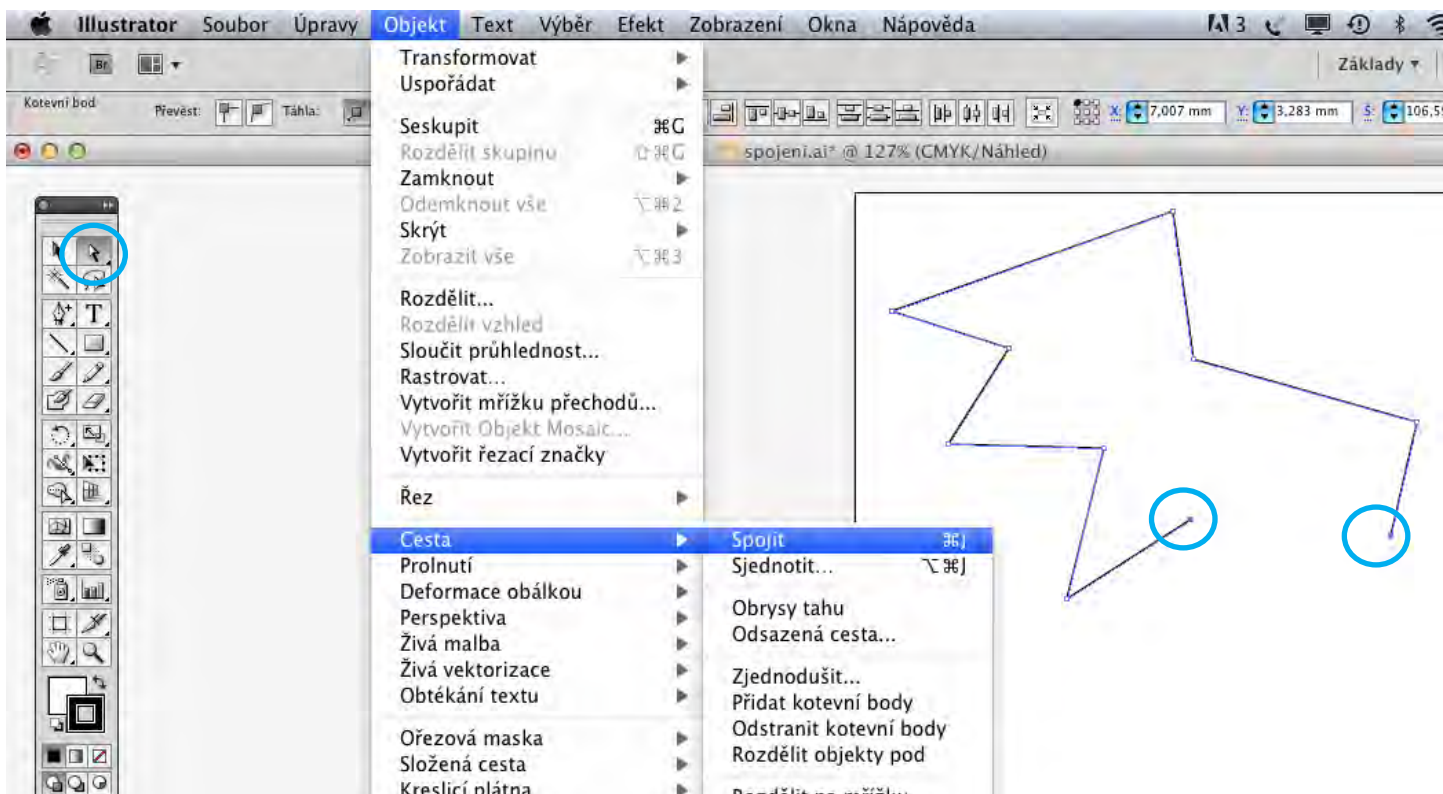 Illustrator Soubor Úpravy Objekt Text Výběr Efekt Zobrazení Okna Nápověda 3
Br Základy
Kotevní bod Převést: Táhla: X: 7,007 mm Y: 3,283 mm Š: 106,5
spojeni.ai* @ 127% (CMYK/Náhled)
Transformovat
Uspořádat
Seskupit ⌘G
Rozdělit skupinu ⇧⌘G
Zamknout
Odemknout vše ⌥⌘2
Skrýt
Zobrazit vše ⌥⌘3
Rozdělit...
Rozdělit vzhled
Sloučit průhlednost...
Rastrovat...
Vytvořit mřížku přechodů...
Vytvořit Objekt Mosaic...
Vytvořit řezací značky
Řez
Cesta
Prolnutí
Deformace obálkou
Perspektiva
Živá malba
Živá vektorizace
Obtékání textu
Ořezová maska
Složená cesta
Kreslicí plátna
Spojit ⌘J
Sjednotit... ⌥⌘J
Obrysy tahu
Odsazená cesta...
Zjednodušit...
Přidat kotevní body
Odstranit kotevní body
Rozdělit objekty pod